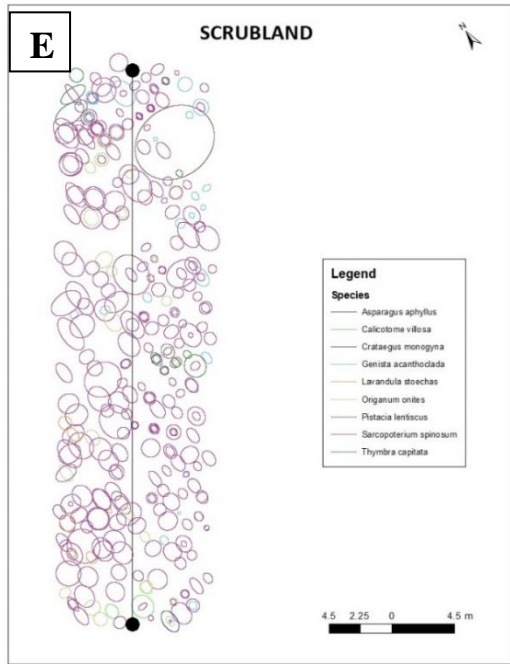 E
SCRUBLAND
N
Legend
Species
Asparagus aphyllus
Calicotome villosa
Crataegus monogyna
Genista acanthoclada
Lavandula stoechas
Origanum onites
Pistacia lentiscus
Sarcopoterium spinosum
Thymbra capitata
4.5 2.25 0 4.5 m